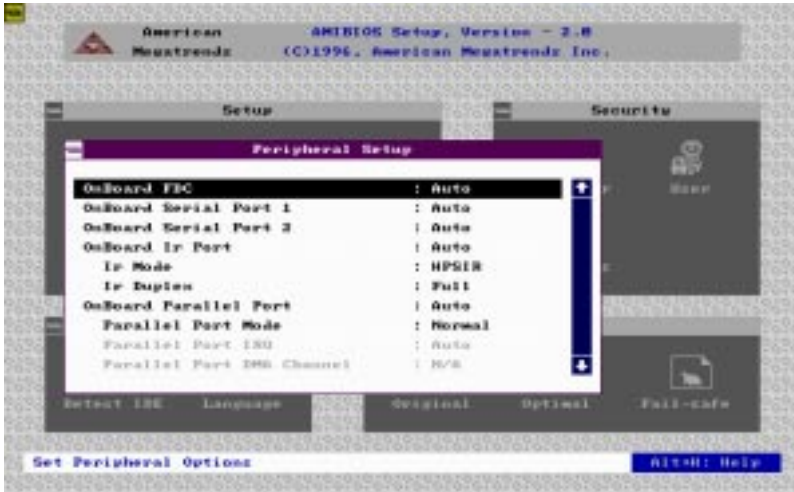 American Megatrends
AMIBIOS Setup, Version - 2.0
(C)1996, American Megatrends Inc.
Setup
Security
Peripheral Setup
OnBoard FDC : Auto
OnBoard Serial Port 1 : Auto
OnBoard Serial Port 2 : Auto
OnBoard Ir Port : Auto
Ir Mode : HPSIR
Ir Duplex : Full
OnBoard Parallel Port : Auto
Parallel Port Mode : Normal
Parallel Port IRQ : Auto
Parallel Port DMA Channel : N/A
User
Detect IDE
Language
Original
Optimal
Fail-safe
Set Peripheral Options
Alt+H: Help